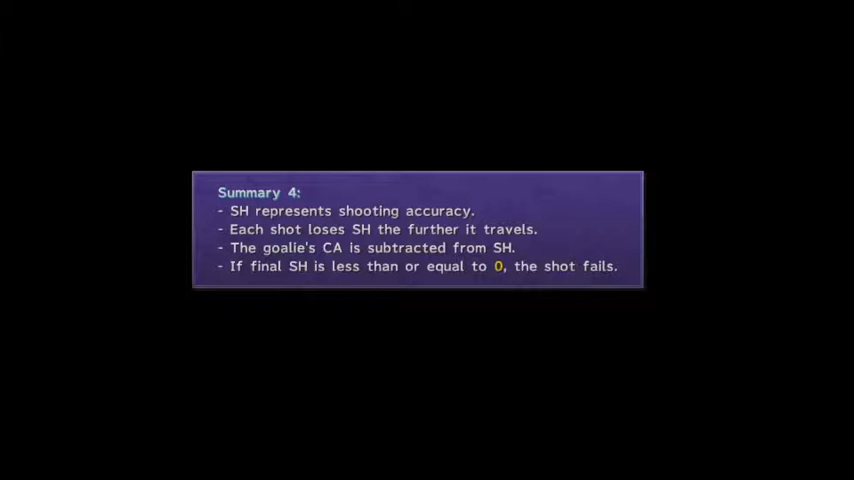 Summary 4:
- SH represents shooting accuracy.
- Each shot loses SH the further it travels.
- The goalie's CA is subtracted from SH.
- If final SH is less than or equal to 0, the shot fails.